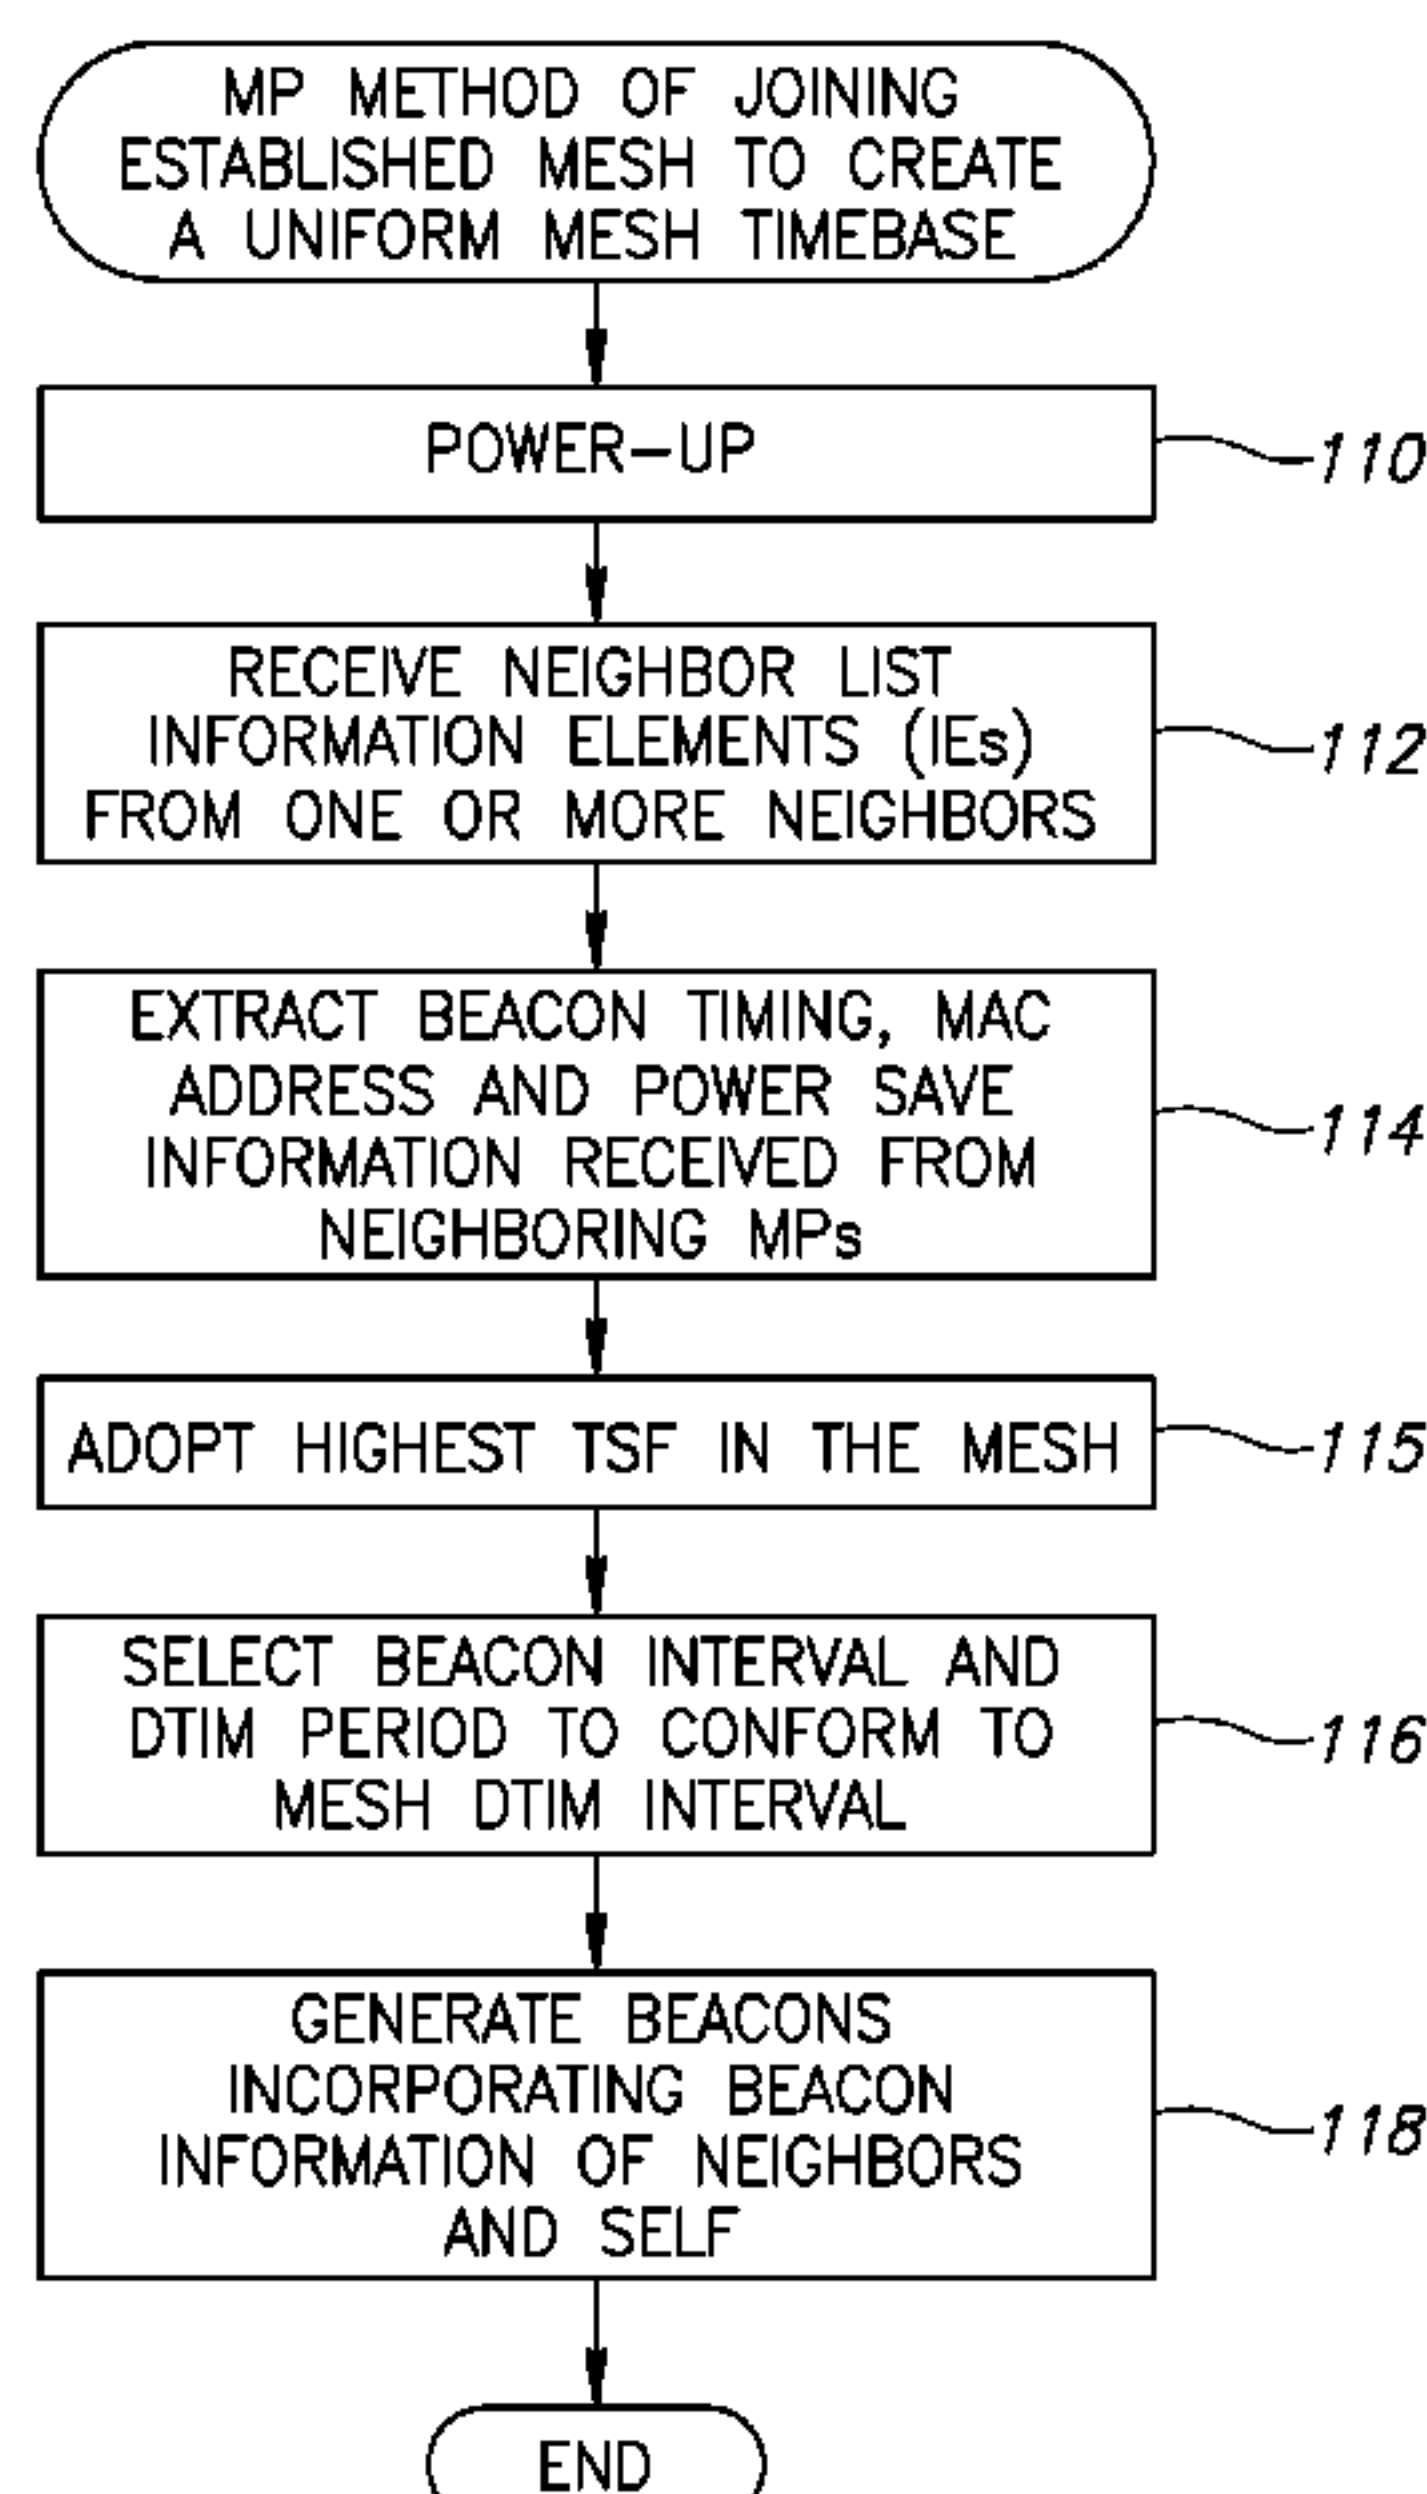 MP METHOD OF JOINING
ESTABLISHED MESH TO CREATE
A UNIFORM MESH TIMEBASE
POWER-UP
110
RECEIVE NEIGHBOR LIST
INFORMATION ELEMENTS (IEs)
FROM ONE OR MORE NEIGHBORS
112
EXTRACT BEACON TIMING, MAC
ADDRESS AND POWER SAVE
INFORMATION RECEIVED FROM
NEIGHBORING MPs
114
ADOPT HIGHEST TSF IN THE MESH
115
SELECT BEACON INTERVAL AND
DTIM PERIOD TO CONFORM TO
MESH DTIM INTERVAL
116
GENERATE BEACONS
INCORPORATING BEACON
INFORMATION OF NEIGHBORS
AND SELF
118
END